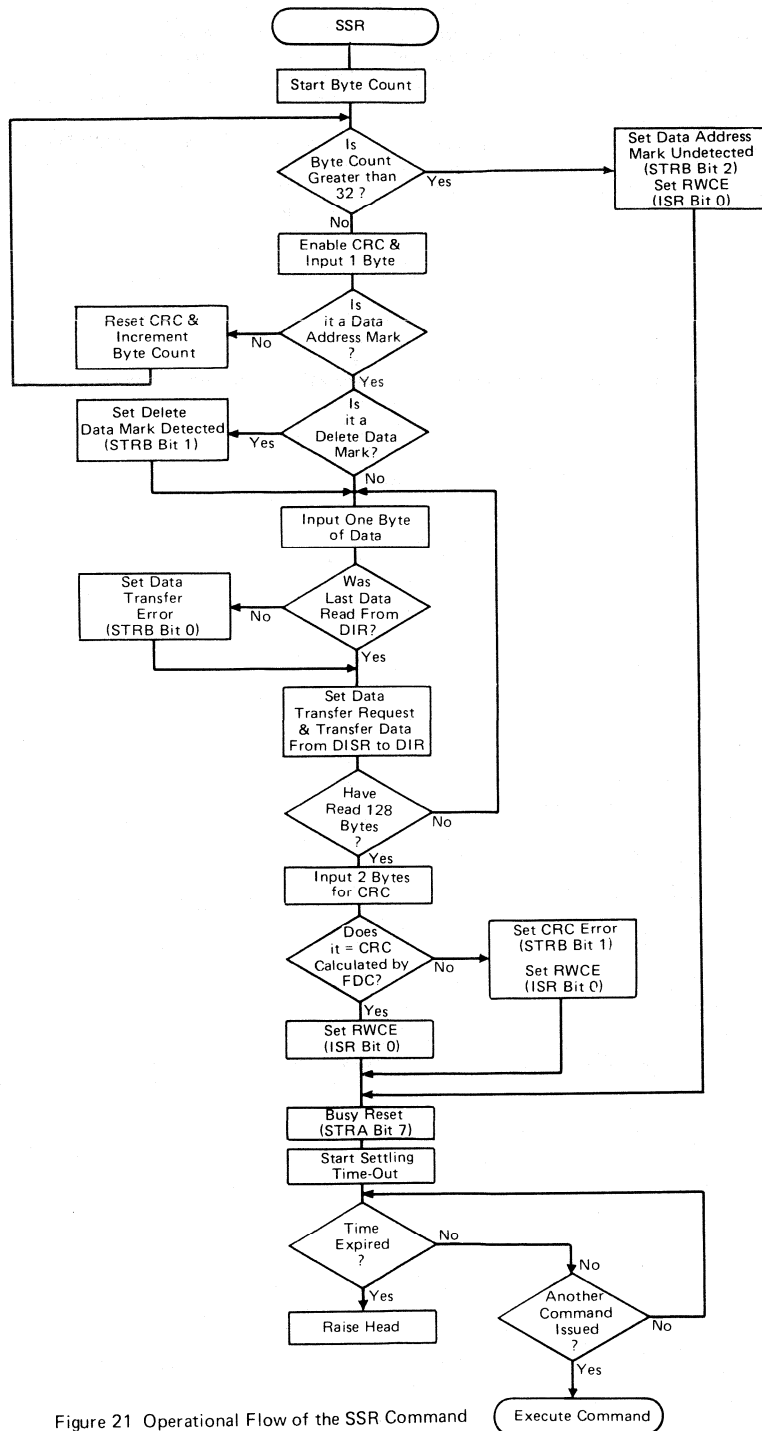 SSR
Start Byte Count
Is
Byte Count
Greater than
32 ?
Yes
No
Set Data Address
Mark Undetected
(STRB Bit 2)
Set RWCE
(ISR Bit 0)
Enable CRC &
Input 1 Byte
Is
it a Data
Address Mark
?
No
Yes
Reset CRC &
Increment
Byte Count
Is
it a
Delete Data
Mark?
Yes
No
Set Delete
Data Mark Detected
(STRB Bit 1)
Input One Byte
of Data
Was
Last Data
Read From
DIR?
No
Yes
Set Data
Transfer
Error
(STRB Bit 0)
Set Data
Transfer Request
& Transfer Data
From DISR to DIR
Have
Read 128
Bytes
?
No
Yes
Input 2 Bytes
for CRC
Does
it = CRC
Calculated by
FDC?
No
Yes
Set CRC Error
(STRB Bit 1)
Set RWCE
(ISR Bit 0)
Set RWCE
(ISR Bit 0)
Busy Reset
(STRA Bit 7)
Start Settling
Time-Out
Time
Expired
?
No
Yes
No
Raise Head
Another
Command
Issued
?
No
Yes
Execute Command
Figure 21 Operational Flow of the SSR Command